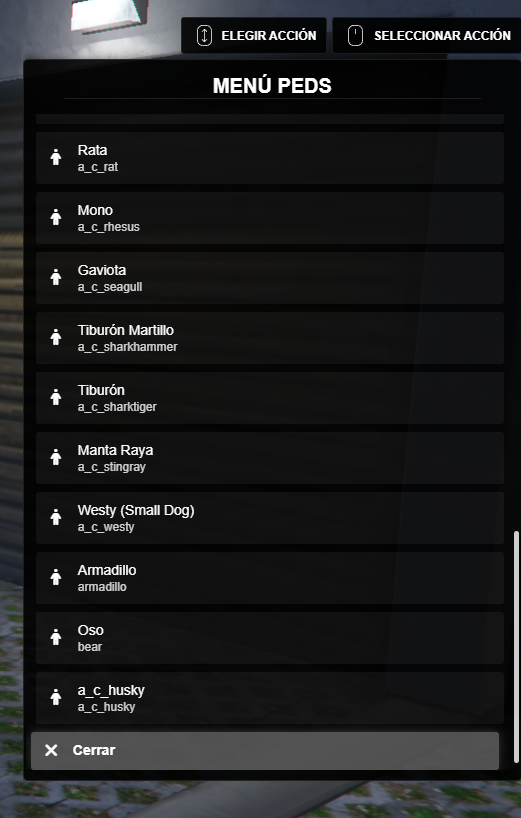 ELEGIR ACCIÓN
SELECCIONAR ACCIÓN
MENÚ PEDS
Rata
a_c_rat
Mono
a_c_rhesus
Gaviota
a_c_seagull
Tiburón Martillo
a_c_sharkhammer
Tiburón
a_c_sharktiger
Manta Raya
a_c_stingray
Westy (Small Dog)
a_c_westy
Armadillo
armadillo
Oso
bear
a_c_husky
a_c_husky
Cerrar